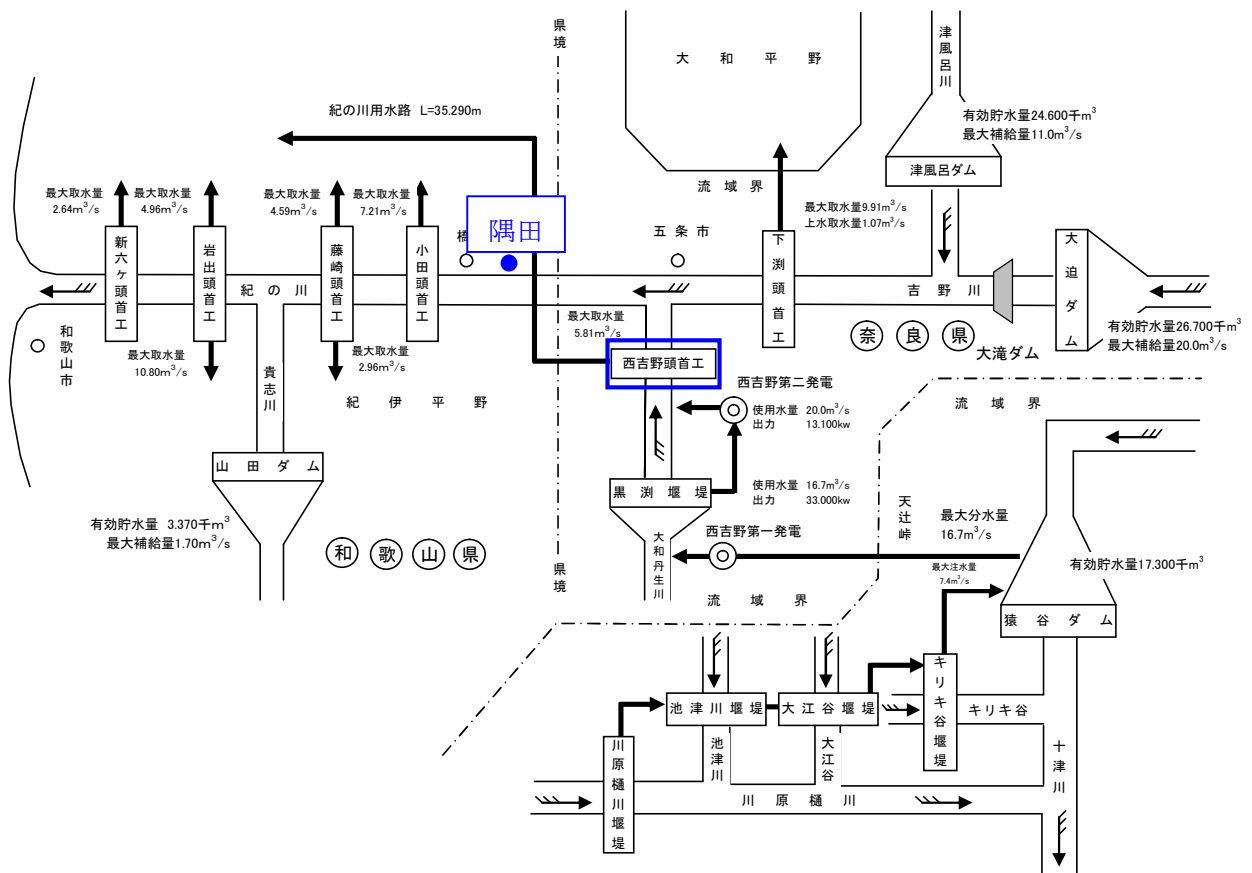 県境
大和平野
津風呂川
紀の川用水路 L=35.290m
有効貯水量24.600千m³
最大補給量11.0m³/s
津風呂ダム
流域界
最大取水量
2.64m³/s
最大取水量
4.96m³/s
最大取水量
4.59m³/s
最大取水量
7.21m³/s
最大取水量9.91m³/s
上水取水量1.07m³/s
隅田
橋
五条市
新六ヶ頭首工
岩出頭首工
藤崎頭首工
小田頭首工
下渕頭首工
大迫ダム
紀の川
吉野川
和歌山市
最大取水量
10.80m³/s
最大取水量
2.96m³/s
最大取水量
5.81m³/s
奈良県
大滝ダム
有効貯水量26.700千m³
最大補給量20.0m³/s
西吉野頭首工
貴志川
紀伊平野
西吉野第二発電
使用水量 20.0m³/s
出力 13.100kw
流域界
山田ダム
黒渕堰堤
使用水量 16.7m³/s
出力 33.000kw
有効貯水量 3.370千m³
最大補給量1.70m³/s
和歌山県
県境
大和丹生川
西吉野第一発電
天辻峠
最大分水量
16.7m³/s
最大注水量
7.4m³/s
有効貯水量17.300千m³
流域界
猿谷ダム
池津川堰堤
大江谷堰堤
キリキ谷堰堤
キリキ谷
川原樋川堰堤
池津川
大江谷
十津川
川原樋川